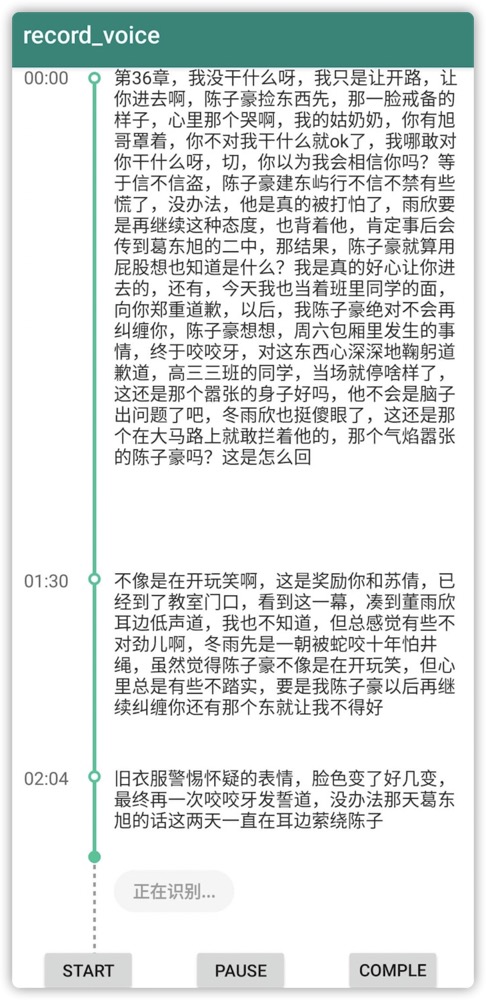 record_voice
00:00
第36章，我没干什么呀，我只是让开路，让
你进去啊，陈子豪捡东西先，那一脸戒备的
样子，心里那个哭啊，我的姑奶奶，你有旭
哥罩着，你不对我干什么就ok了，我哪敢对
你干什么呀，切，你以为我会相信你吗？等
于信不信盗，陈子豪建东屿行不信不禁有些
慌了，没办法，他是真的被打怕了，雨欣要
是再继续这种态度，也背着他，肯定事后会
传到葛东旭的二中，那结果，陈子豪就算用
屁股想也知道是什么？我是真的好心让你进
去的，还有，今天我也当着班里同学的面，
向你郑重道歉，以后，我陈子豪绝对不会再
纠缠你，陈子豪想想，周六包厢里发生的事
情，终于咬咬牙，对这东西心深深地鞠躬道
歉道，高三三班的同学，当场就停啥样了，
这还是那个嚣张的身子好吗，他不会是脑子
出问题了吧，冬雨欣也挺傻眼了，这还是那
个在大马路上就敢拦着他的，那个气焰嚣张
的陈子豪吗？这是怎么回
01:30
不像是在开玩笑啊，这是奖励你和苏倩，已
经到了教室门口，看到这一幕，凑到董雨欣
耳边低声道，我也不知道，但总感觉有些不
对劲儿啊，冬雨先是一朝被蛇咬十年怕井
绳，虽然觉得陈子豪不像是在开玩笑，但心
里总是有些不踏实，要是我陈子豪以后再继
续纠缠你还有那个东就让我不得好
02:04
旧衣服警惕怀疑的表情，脸色变了好几变，
最终再一次咬咬牙发誓道，没办法那天葛东
旭的话这两天一直在耳边萦绕陈子
正在识别...
START
PAUSE
COMPLE